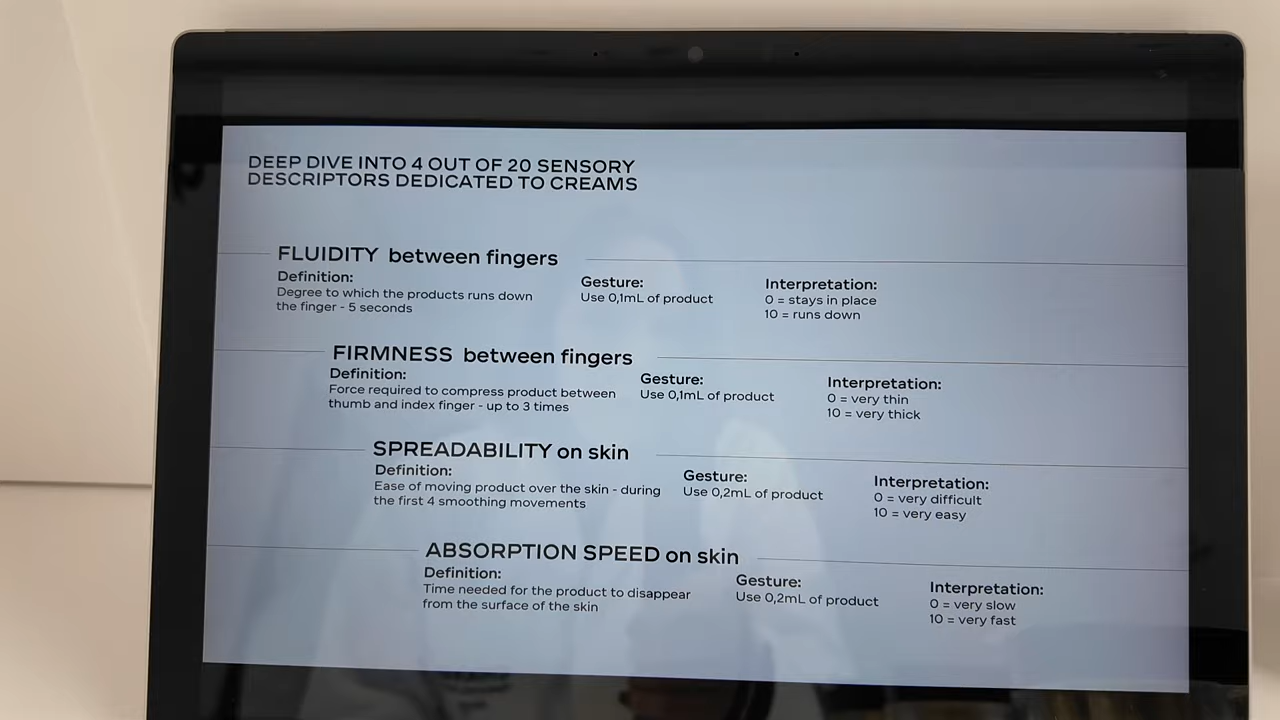 DEEP DIVE INTO 4 OUT OF 20 SENSORY
DESCRIPTORS DEDICATED TO CREAMS
FLUIDITY between fingers
Definition:
Degree to which the products runs down
the finger - 5 seconds
Gesture:
Use 0,1mL of product
Interpretation:
0 = stays in place
10 = runs down
FIRMNESS between fingers
Definition:
Force required to compress product between
thumb and index finger - up to 3 times
Gesture:
Use 0,1mL of product
Interpretation:
0 = very thin
10 = very thick
SPREADABILITY on skin
Definition:
Ease of moving product over the skin - during
the first 4 smoothing movements
Gesture:
Use 0,2mL of product
Interpretation:
0 = very difficult
10 = very easy
ABSORPTION SPEED on skin
Definition:
Time needed for the product to disappear
from the surface of the skin
Gesture:
Use 0,2mL of product
Interpretation:
0 = very slow
10 = very fast